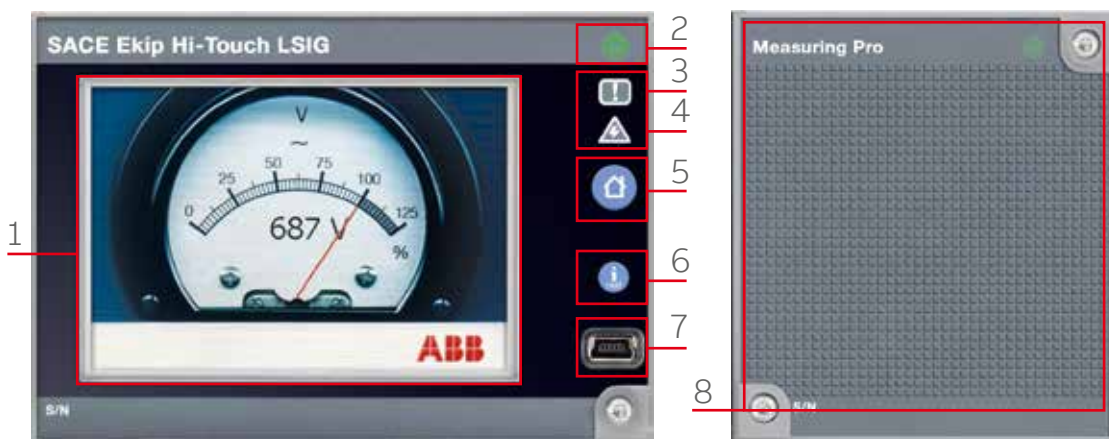 SACE Ekip Hi-Touch LSIG
2
3
4
5
6
7
1
V
~
0 25 50 75 100 125
%
687 V
ABB
S/N
Measuring Pro
8
S/N